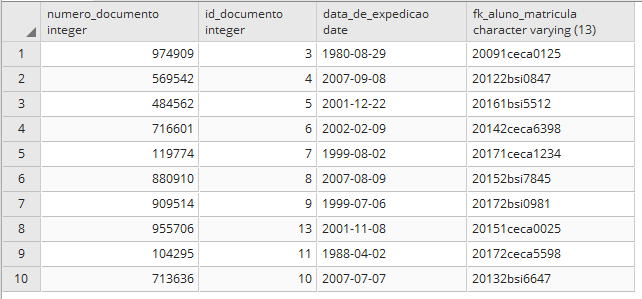 numero_documento id_documento data_de_expedicao fk_aluno_matricula
integer integer date character varying (13)
1 974909 3 1980-08-29 20091ceca0125
2 569542 4 2007-09-08 20122bsi0847
3 484562 5 2001-12-22 20161bsi5512
4 716601 6 2002-02-09 20142ceca6398
5 119774 7 1999-08-02 20171ceca1234
6 880910 8 2007-08-09 20152bsi7845
7 909514 9 1999-07-06 20172bsi0981
8 955706 13 2001-11-08 20151ceca0025
9 104295 11 1988-04-02 20172ceca5598
10 713636 10 2007-07-07 20132bsi6647